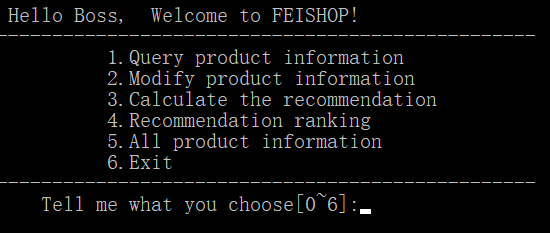 Hello Boss,  Welcome to FEISHOP!
--------------------------------------------------
1.Query product information
2.Modify product information
3.Calculate the recommendation
4.Recommendation ranking
5.All product information
6.Exit
--------------------------------------------------
Tell me what you choose[0~6]: